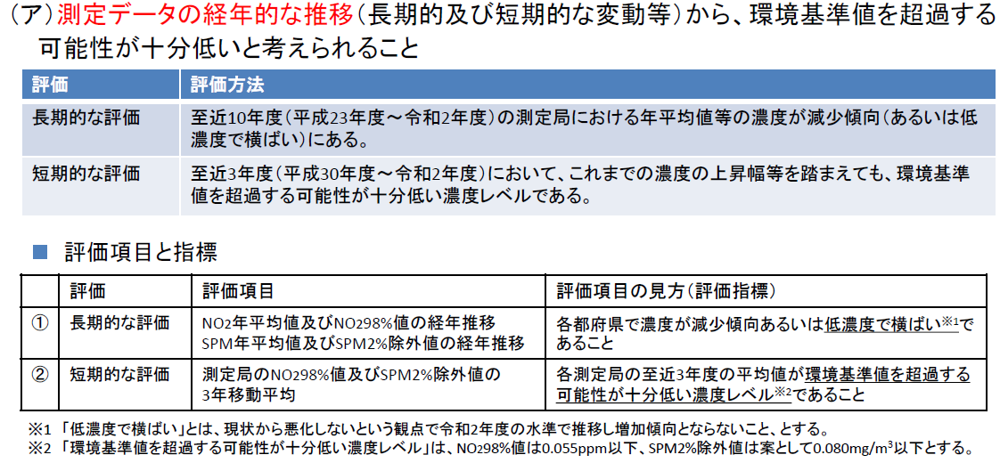 （ア）測定データの経年的な推移（長期的及び短期的な変動等）から、環境基準値を超過する
可能性が十分低いと考えられること
評価 評価方法
長期的な評価 至近10年度（平成23年度～令和2年度）の測定局における年平均値等の濃度が減少傾向（あるいは低
濃度で横ばい）にある。
短期的な評価 至近3年度（平成30年度～令和2年度）において、これまでの濃度の上昇幅等を踏まえても、環境基準
値を超過する可能性が十分低い濃度レベルである。
■ 評価項目と指標
評価 評価項目 評価項目の見方（評価指標）
① 長期的な評価 NO2年平均値及びNO298%値の経年推移 各都府県で濃度が減少傾向あるいは低濃度で横ばい※1で
SPM年平均値及びSPM2%除外値の経年推移 あること
② 短期的な評価 測定局のNO298%値及びSPM2%除外値の 各測定局の至近3年度の平均値が環境基準値を超過する
3年移動平均 可能性が十分低い濃度レベル※2であること
※1 「低濃度で横ばい」とは、現状から悪化しないという観点で令和2年度の水準で推移し増加傾向とならないこと、とする。
※2 「環境基準値を超過する可能性が十分低い濃度レベル」は、NO298%値は0.055ppm以下、SPM2%除外値は案として0.080mg/m3以下とする。